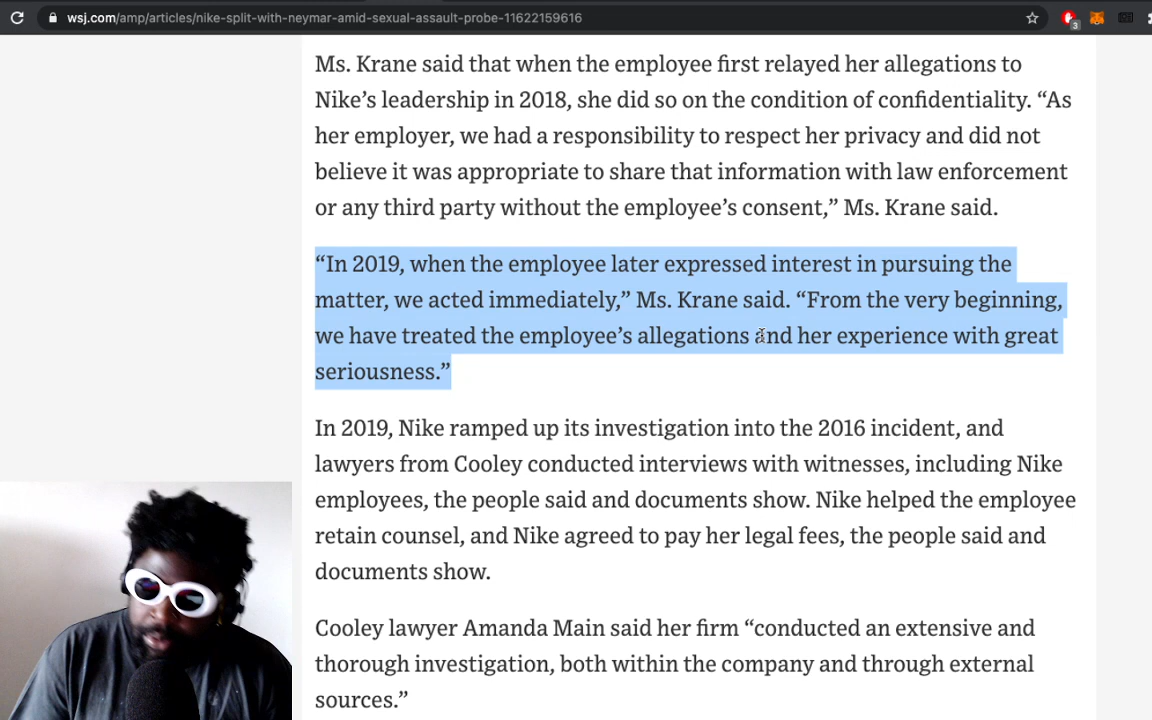 wsj.com/amp/articles/nike-split-with-neymar-amid-sexual-assault-probe-11622159616
3
Ms. Krane said that when the employee first relayed her allegations to
Nike’s leadership in 2018, she did so on the condition of confidentiality. “As
her employer, we had a responsibility to respect her privacy and did not
believe it was appropriate to share that information with law enforcement
or any third party without the employee’s consent,” Ms. Krane said.
“In 2019, when the employee later expressed interest in pursuing the
matter, we acted immediately,” Ms. Krane said. “From the very beginning,
we have treated the employee’s allegations and her experience with great
seriousness.”
In 2019, Nike ramped up its investigation into the 2016 incident, and
lawyers from Cooley conducted interviews with witnesses, including Nike
employees, the people said and documents show. Nike helped the employee
retain counsel, and Nike agreed to pay her legal fees, the people said and
documents show.
Cooley lawyer Amanda Main said her firm “conducted an extensive and
thorough investigation, both within the company and through external
sources.”